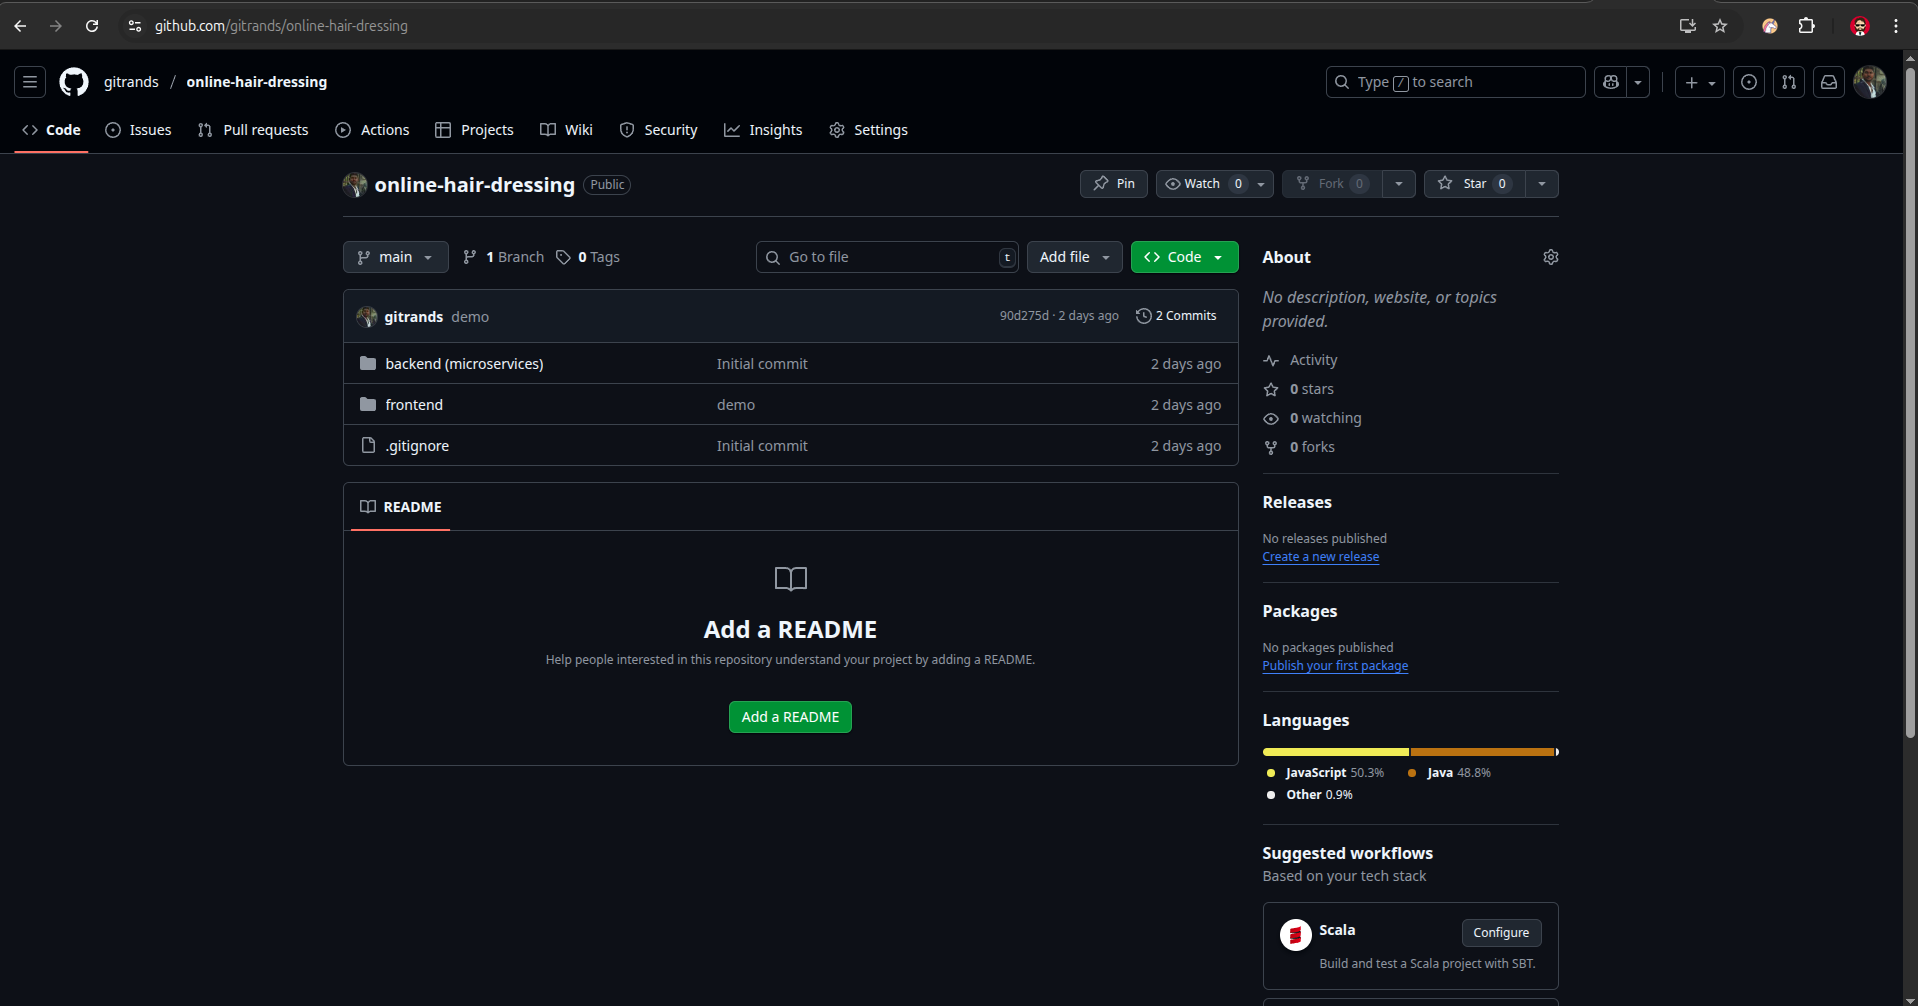 github.com/gitrands/online-hair-dressing
gitrands / online-hair-dressing
Type / to search
Code
Issues
Pull requests
Actions
Projects
Wiki
Security
Insights
Settings
online-hair-dressing Public
Pin
Watch 0
Fork 0
Star 0
main
1 Branch
0 Tags
Go to file t
Add file
Code
gitrands demo 90d275d · 2 days ago 2 Commits
backend (microservices) Initial commit 2 days ago
frontend demo 2 days ago
.gitignore Initial commit 2 days ago
README
Add a README
Help people interested in this repository understand your project by adding a README.
Add a README
About
No description, website, or topics
provided.
Activity
0 stars
0 watching
0 forks
Releases
No releases published
Create a new release
Packages
No packages published
Publish your first package
Languages
JavaScript 50.3% Java 48.8%
Other 0.9%
Suggested workflows
Based on your tech stack
Scala
Configure
Build and test a Scala project with SBT.